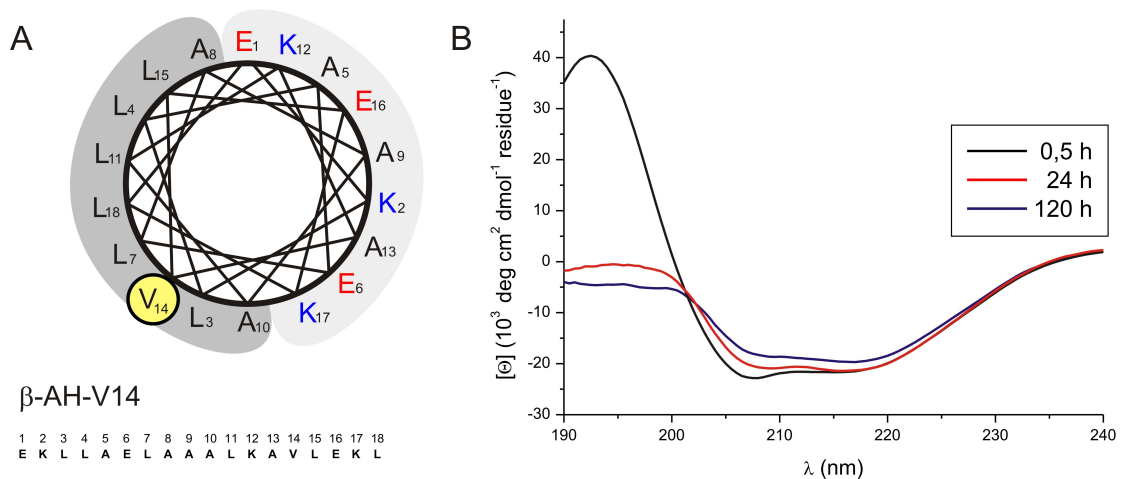 A
E1
K12
A5
E16
A9
K2
A13
E6
K17
A10
L3
V14
L7
L18
L11
L4
L15
A8
β-AH-V14
1 2 3 4 5 6 7 8 9 10 11 12 13 14 15 16 17 18
E K L L A E L A A A L K A V L E K L
B
[Θ] (10³ deg cm² dmol⁻¹ residue⁻¹)
40
30
20
10
0
-10
-20
-30
190 200 210 220 230 240
λ (nm)
0,5 h
24 h
120 h